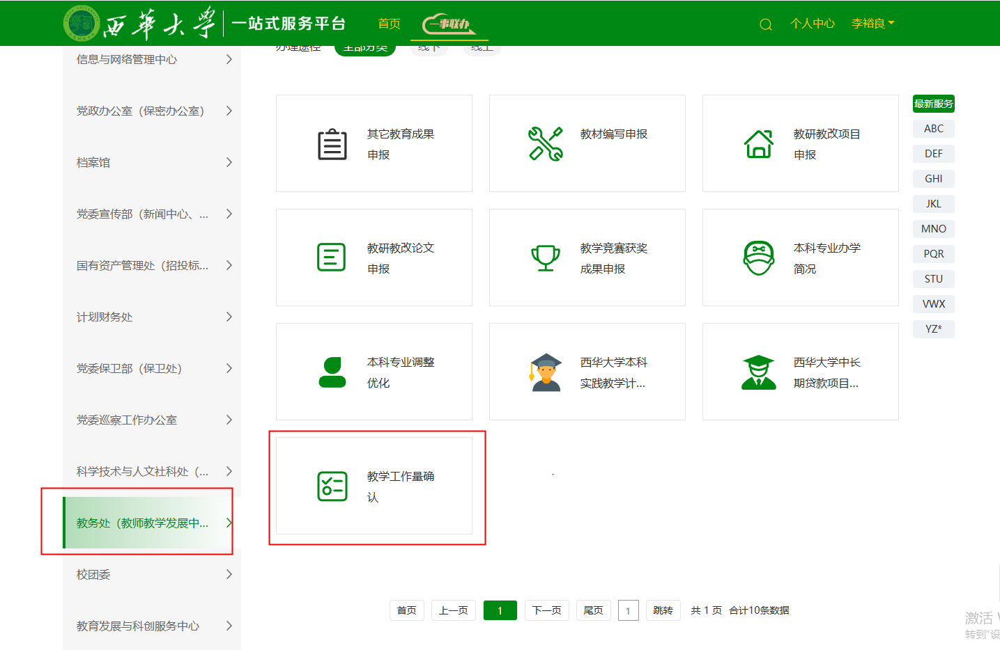 西华大学
一站式服务平台
首页
一事联办
个人中心
李裕良
办理途径
全部分类
线下
线上
信息与网络管理中心
党政办公室（保密办公室）
档案馆
党委宣传部（新闻中心、...
国有资产管理处（招投标...
计划财务处
党委保卫部（保卫处）
党委巡察工作办公室
科学技术与人文社科处（...
教务处（教师教学发展中...
校团委
教育发展与科创服务中心
其它教育成果
申报
教材编写申报
教研教改项目
申报
教研教改论文
申报
教学竞赛获奖
成果申报
本科专业办学
简况
本科专业调整
优化
西华大学本科
实践教学计...
西华大学中长
期贷款项目...
教学工作量确
认
最新服务
ABC
DEF
GHI
JKL
MNO
PQR
STU
VWX
YZ*
首页
上一页
1
下一页
尾页
1
跳转
共 1 页
合计10条数据
激活
转到"设